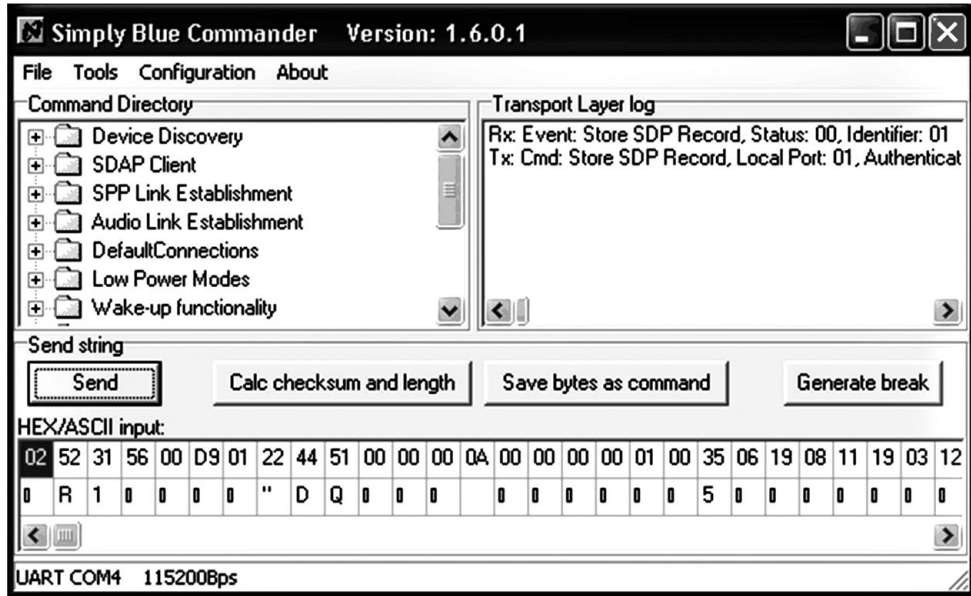 Simply Blue Commander Version: 1.6.0.1
File Tools Configuration About
Command Directory
Device Discovery
SDAP Client
SPP Link Establishment
Audio Link Establishment
DefaultConnections
Low Power Modes
Wake-up functionality
Transport Layer log
Rx: Event: Store SDP Record, Status: 00, Identifier: 01
Tx: Cmd: Store SDP Record, Local Port: 01, Authenticat
Send string
Send Calc checksum and length Save bytes as command Generate break
HEX/ASCII input:
02 52 31 56 00 D9 01 22 44 51 00 00 00 0A 00 00 00 00 01 00 35 06 19 08 11 19 03 12
R 1 " D Q 5
UART COM4 115200Bps